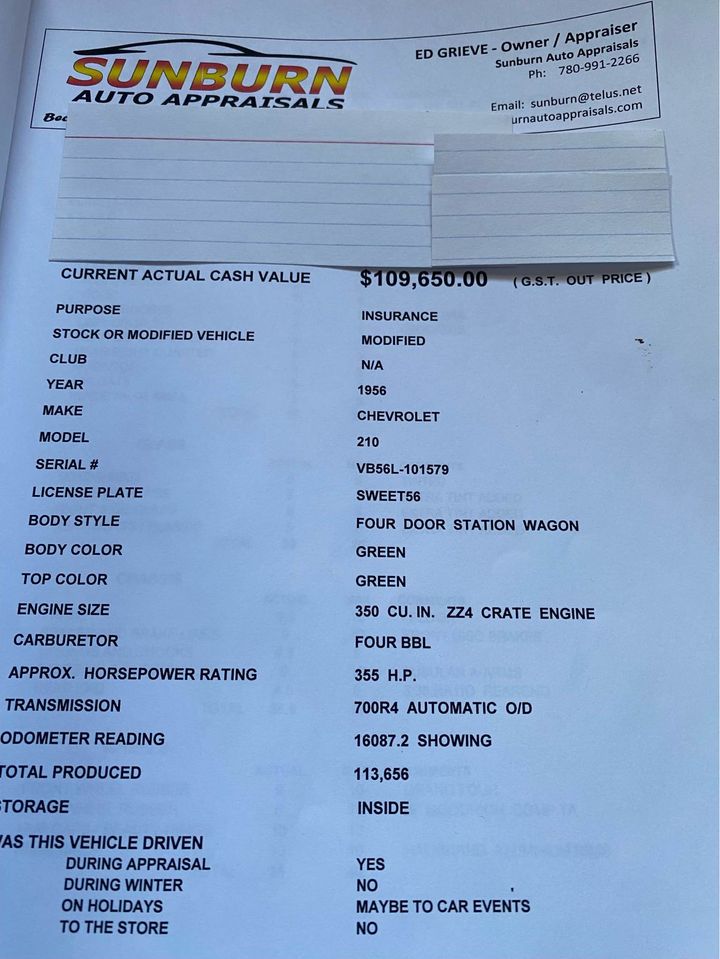 SUNBURN
AUTO APPRAISALS
ED GRIEVE - Owner / Appraiser
Sunburn Auto Appraisals
Ph: 780-991-2266
Email: sunburn@telus.net
urnautoappraisals.com
CURRENT ACTUAL CASH VALUE $109,650.00 ( G.S.T. OUT PRICE )
PURPOSE INSURANCE
STOCK OR MODIFIED VEHICLE MODIFIED
CLUB N/A
YEAR 1956
MAKE CHEVROLET
MODEL 210
SERIAL # VB56L-101579
LICENSE PLATE SWEET56
BODY STYLE FOUR DOOR STATION WAGON
BODY COLOR GREEN
TOP COLOR GREEN
ENGINE SIZE 350 CU. IN. ZZ4 CRATE ENGINE
CARBURETOR FOUR BBL
APPROX. HORSEPOWER RATING 355 H.P.
TRANSMISSION 700R4 AUTOMATIC O/D
ODOMETER READING 16087.2 SHOWING
TOTAL PRODUCED 113,656
STORAGE INSIDE
WAS THIS VEHICLE DRIVEN
DURING APPRAISAL YES
DURING WINTER NO
ON HOLIDAYS MAYBE TO CAR EVENTS
TO THE STORE NO